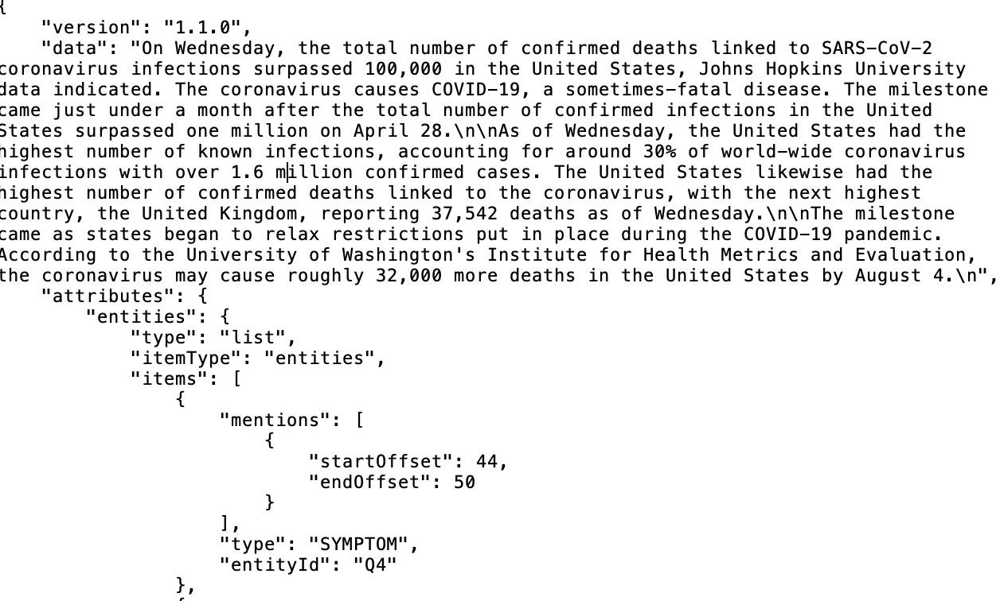 {
    "version": "1.1.0",
    "data": "On Wednesday, the total number of confirmed deaths linked to SARS-CoV-2
coronavirus infections surpassed 100,000 in the United States, Johns Hopkins University
data indicated. The coronavirus causes COVID-19, a sometimes-fatal disease. The milestone
came just under a month after the total number of confirmed infections in the United
States surpassed one million on April 28.\n\nAs of Wednesday, the United States had the
highest number of known infections, accounting for around 30% of world-wide coronavirus
infections with over 1.6 million confirmed cases. The United States likewise had the
highest number of confirmed deaths linked to the coronavirus, with the next highest
country, the United Kingdom, reporting 37,542 deaths as of Wednesday.\n\nThe milestone
came as states began to relax restrictions put in place during the COVID-19 pandemic.
According to the University of Washington's Institute for Health Metrics and Evaluation,
the coronavirus may cause roughly 32,000 more deaths in the United States by August 4.\n",
    "attributes": {
        "entities": {
            "type": "list",
            "itemType": "entities",
            "items": [
                {
                    "mentions": [
                        {
                            "startOffset": 44,
                            "endOffset": 50
                        }
                    ],
                    "type": "SYMPTOM",
                    "entityId": "Q4"
                },
                {